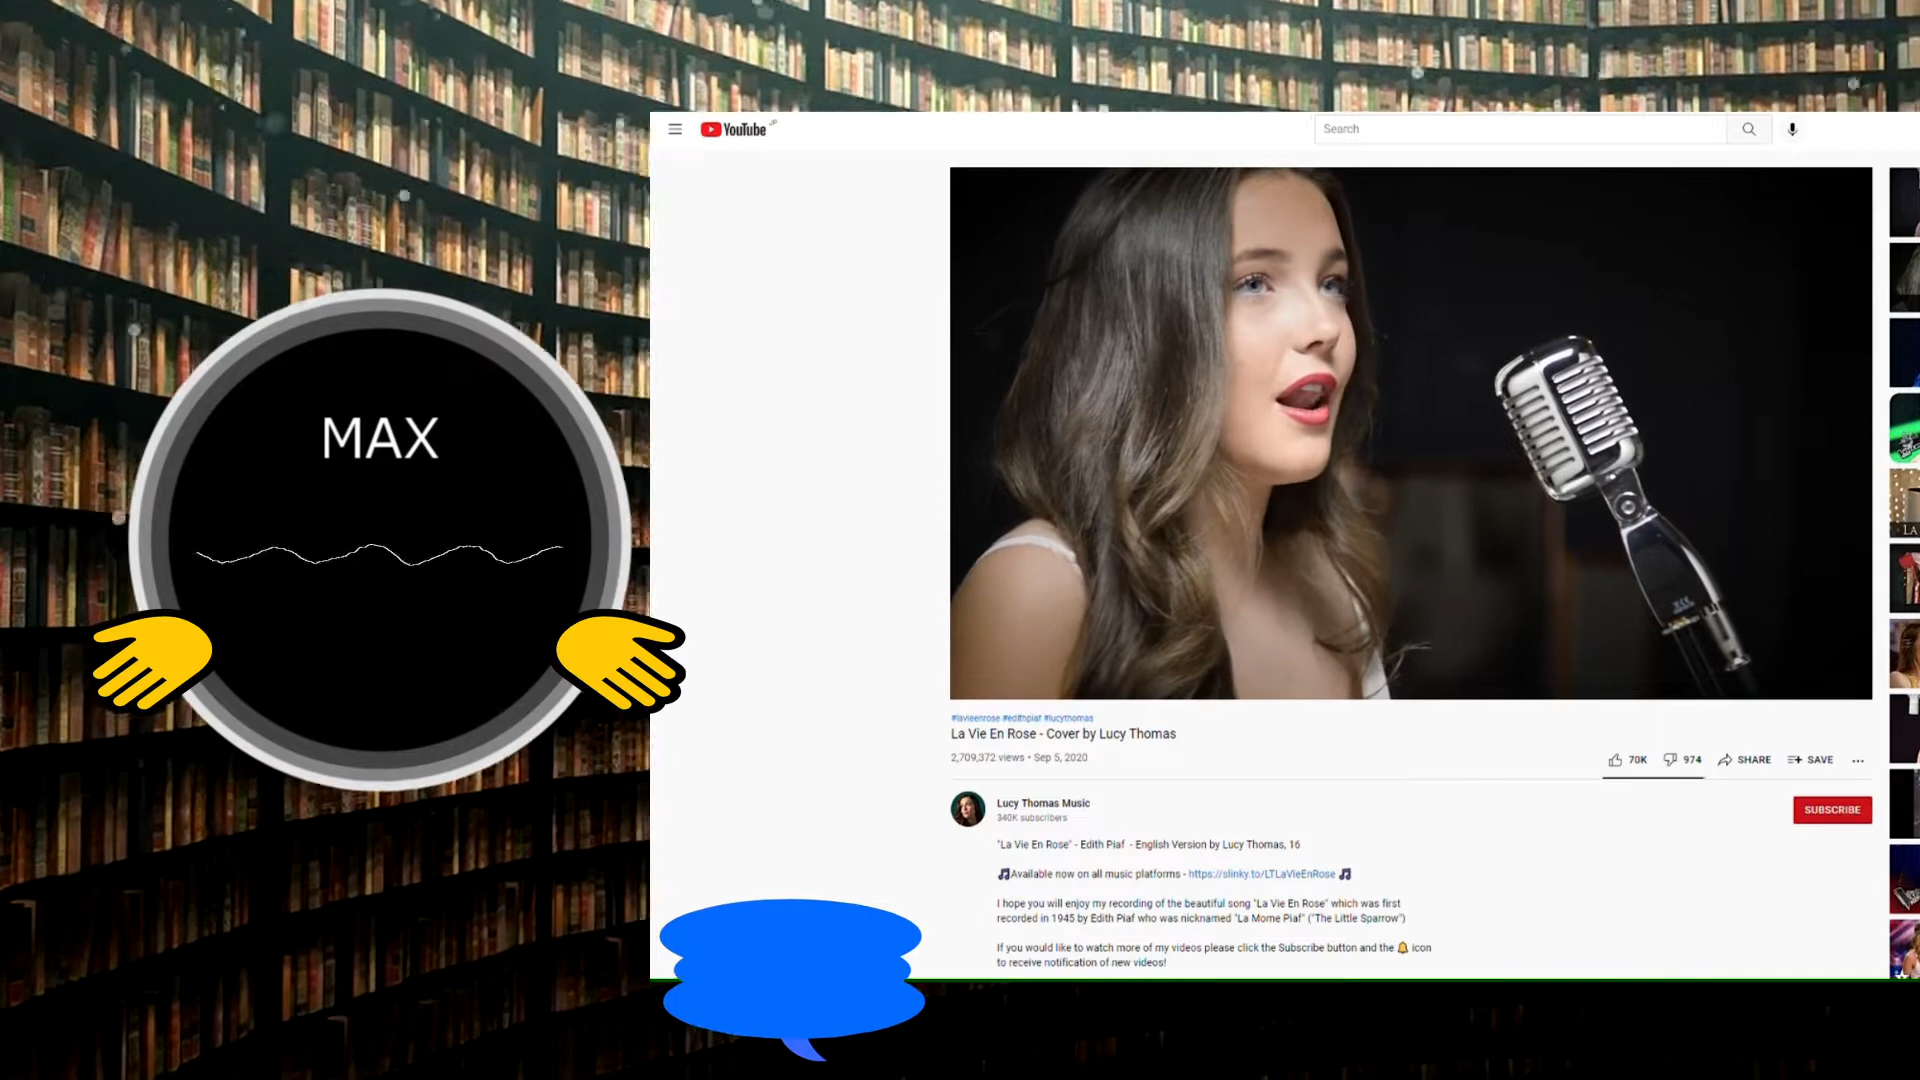 YouTube JP
Search
MAX
#lavieenrose #edithpiaf #lucythomas
La Vie En Rose - Cover by Lucy Thomas
2,709,372 views • Sep 5, 2020
70K
974
SHARE
SAVE
Lucy Thomas Music
340K subscribers
SUBSCRIBE
"La Vie En Rose" - Edith Piaf - English Version by Lucy Thomas, 16
🎵Available now on all music platforms - https://slinky.to/LTLaVieEnRose 🎵
I hope you will enjoy my recording of the beautiful song "La Vie En Rose" which was first
recorded in 1945 by Edith Piaf who was nicknamed "La Mome Piaf" ("The Little Sparrow")
If you would like to watch more of my videos please click the Subscribe button and the 🔔 icon
to receive notification of new videos!
LA